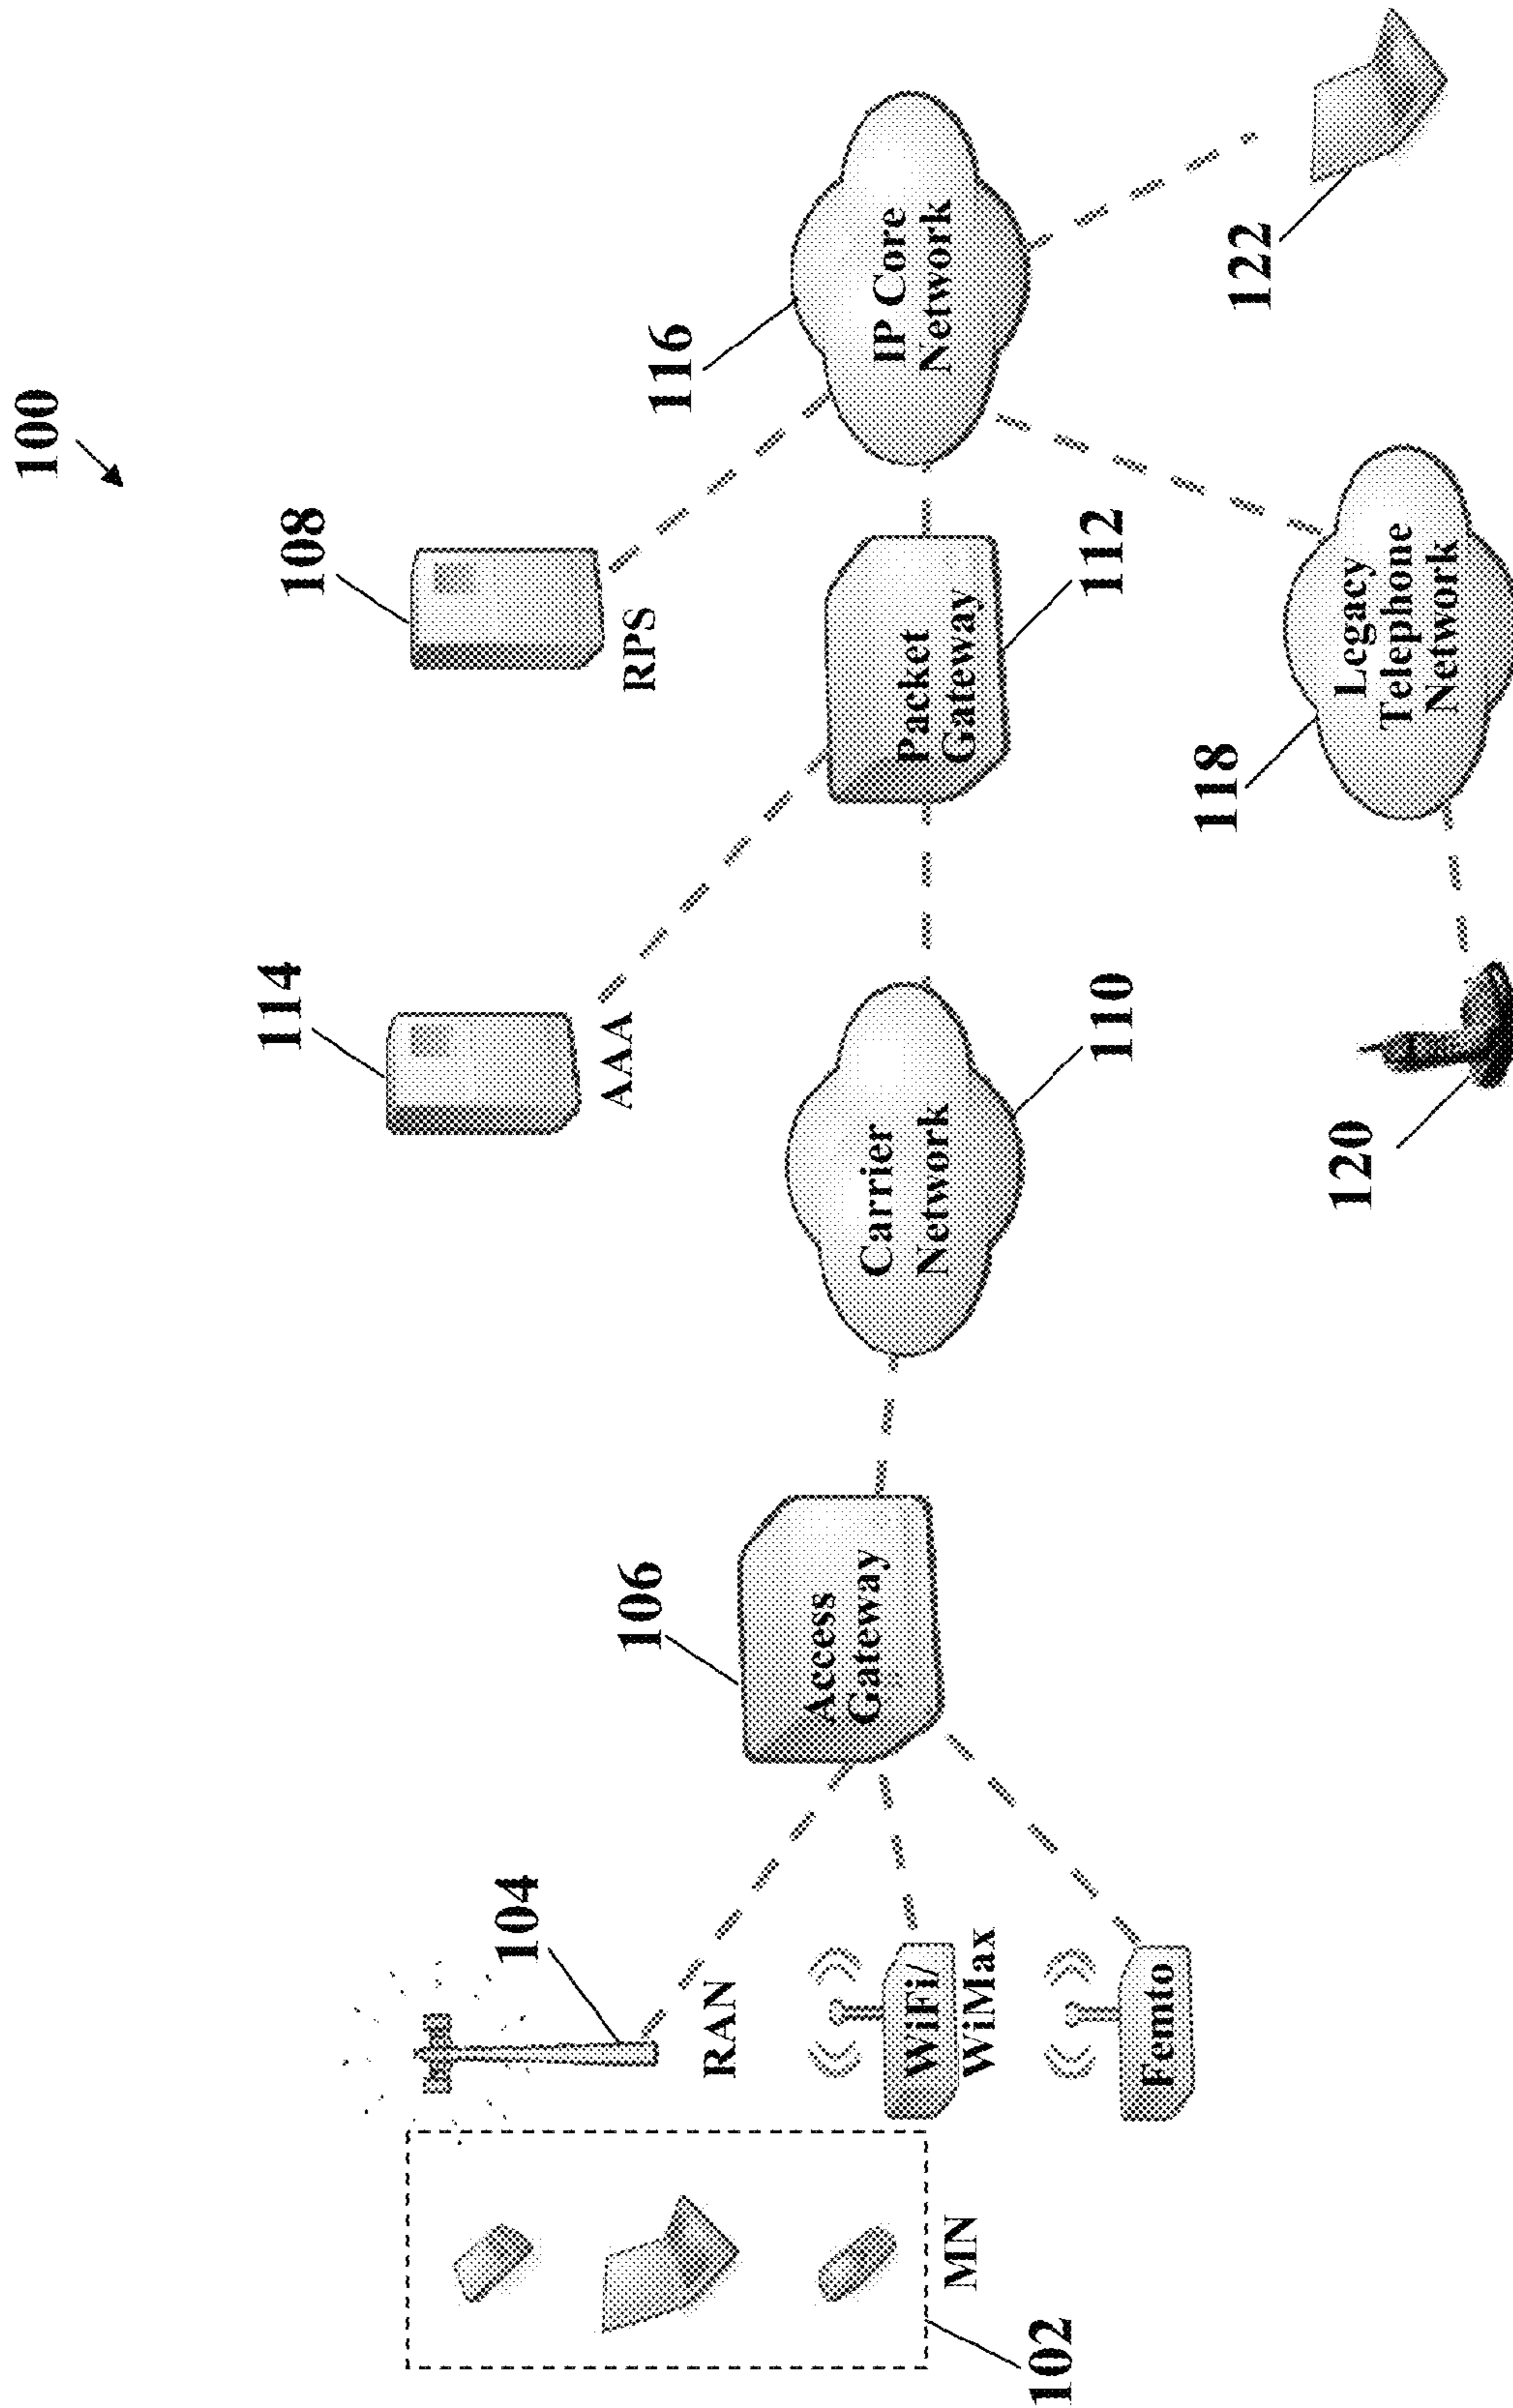 100
108
RPS
114
AAA
116
IP Core
Network
Packet
Gateway
112
Carrier
Network
110
106
Access
Gateway
104
RAN
WiFi/
WiMax
Femto
MN
102
118
Legacy
Telephone
Network
120
122